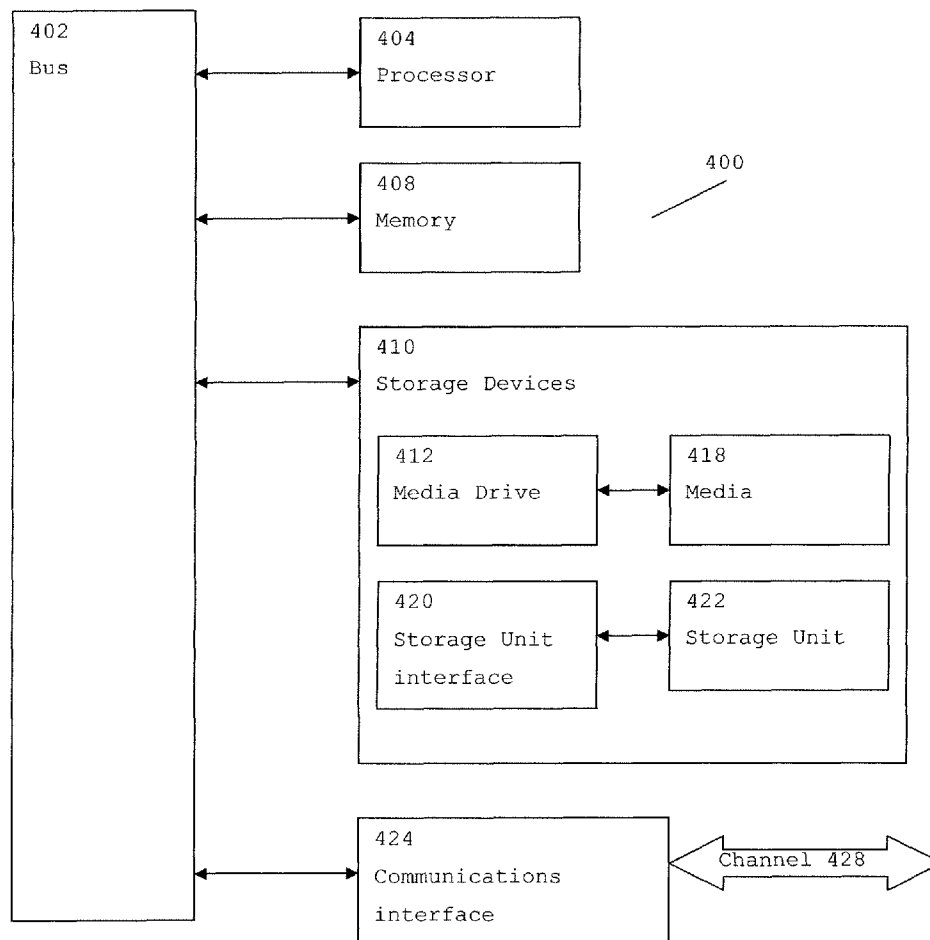 402
Bus
404
Processor
400
408
Memory
410
Storage Devices
412
Media Drive
418
Media
420
Storage Unit
interface
422
Storage Unit
424
Communications
interface
Channel 428